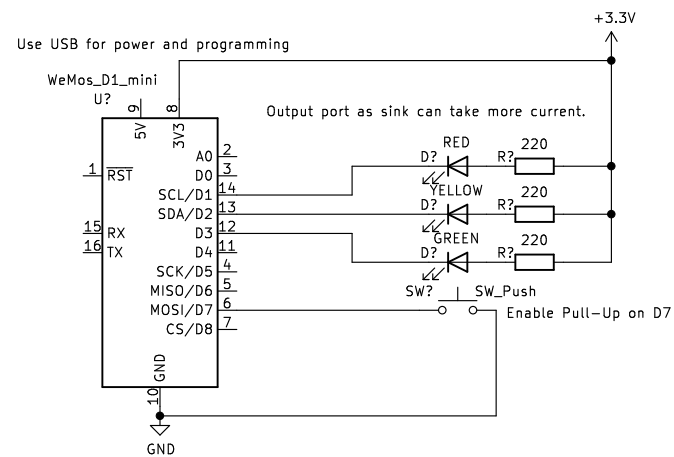 +3.3V
Use USB for power and programming
WeMos_D1_mini
U?
9
8
5V
3V3
Output port as sink can take more current.
A0 2
RED
D?
R?
220
1 RST
D0 3
SCL/D1 14
YELLOW
220
SDA/D2 13
D?
R?
15 RX
D3 12
GREEN
220
16 TX
D4 11
D?
R?
SCK/D5 4
MISO/D6 5
SW?
SW_Push
MOSI/D7 6
Enable Pull-Up on D7
CS/D8 7
GND
10
GND